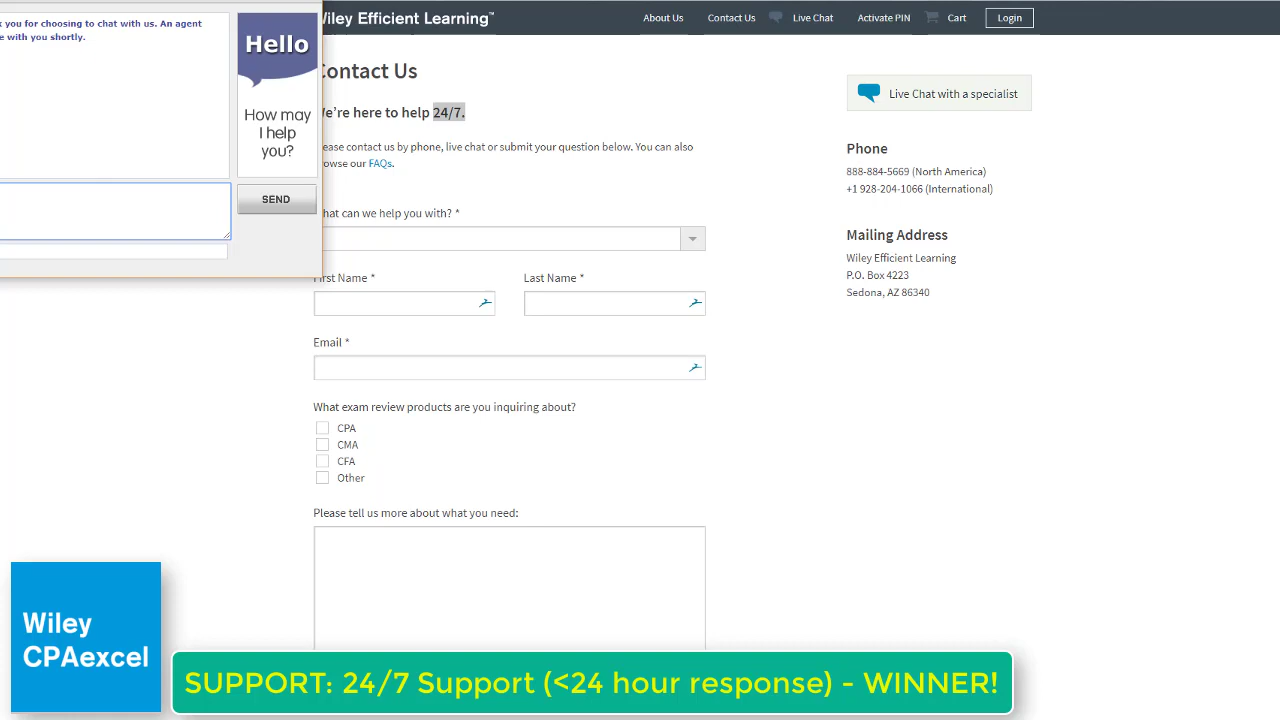 k you for choosing to chat with us. An agent
e with you shortly.
Hello
How may
I help
you?
SEND
Wiley Efficient Learning™
About Us
Contact Us
Live Chat
Activate PIN
Cart
Login
Contact Us
We're here to help 24/7.
ease contact us by phone, live chat or submit your question below. You can also
rowse our FAQs.
hat can we help you with? *
First Name *
Last Name *
Email *
What exam review products are you inquiring about?
CPA
CMA
CFA
Other
Please tell us more about what you need:
Live Chat with a specialist
Phone
888-884-5669 (North America)
+1 928-204-1066 (International)
Mailing Address
Wiley Efficient Learning
P.O. Box 4223
Sedona, AZ 86340
Wiley
CPAexcel
SUPPORT: 24/7 Support (<24 hour response) - WINNER!